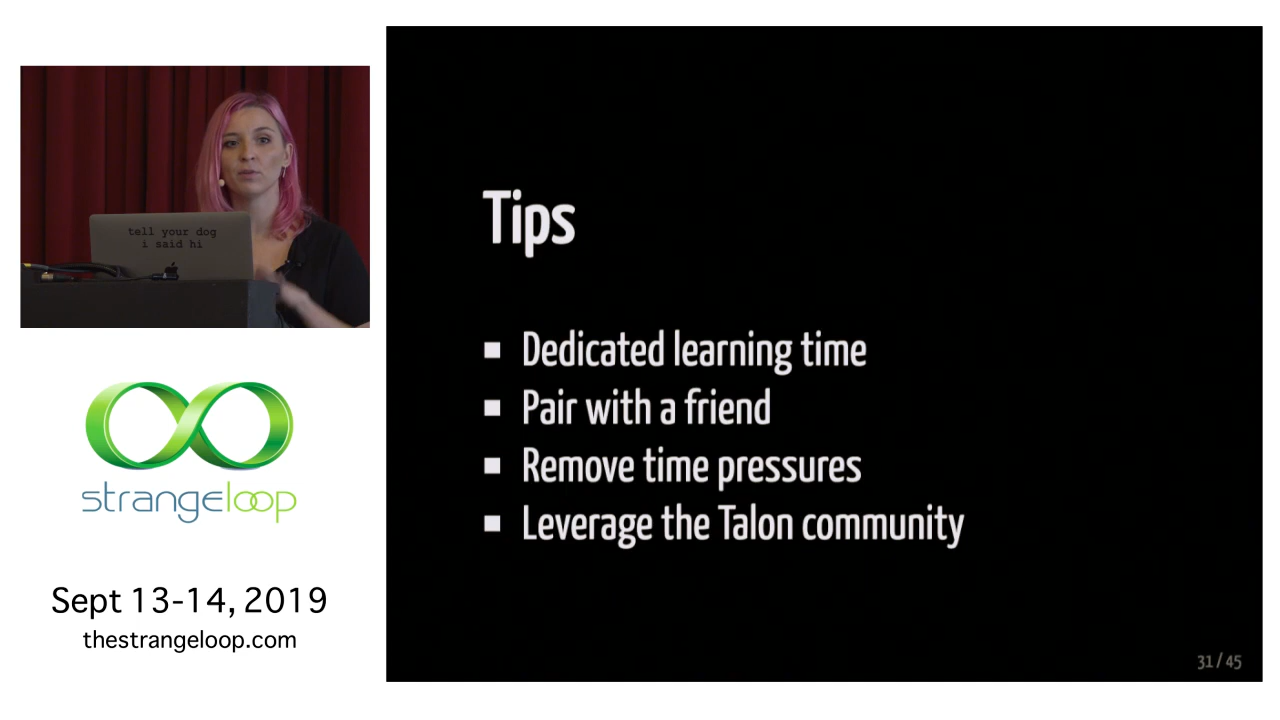 tell your dog
i said hi
strangeloop
Sept 13-14, 2019
thestrangeloop.com
Tips
Dedicated learning time
Pair with a friend
Remove time pressures
Leverage the Talon community
31 / 45